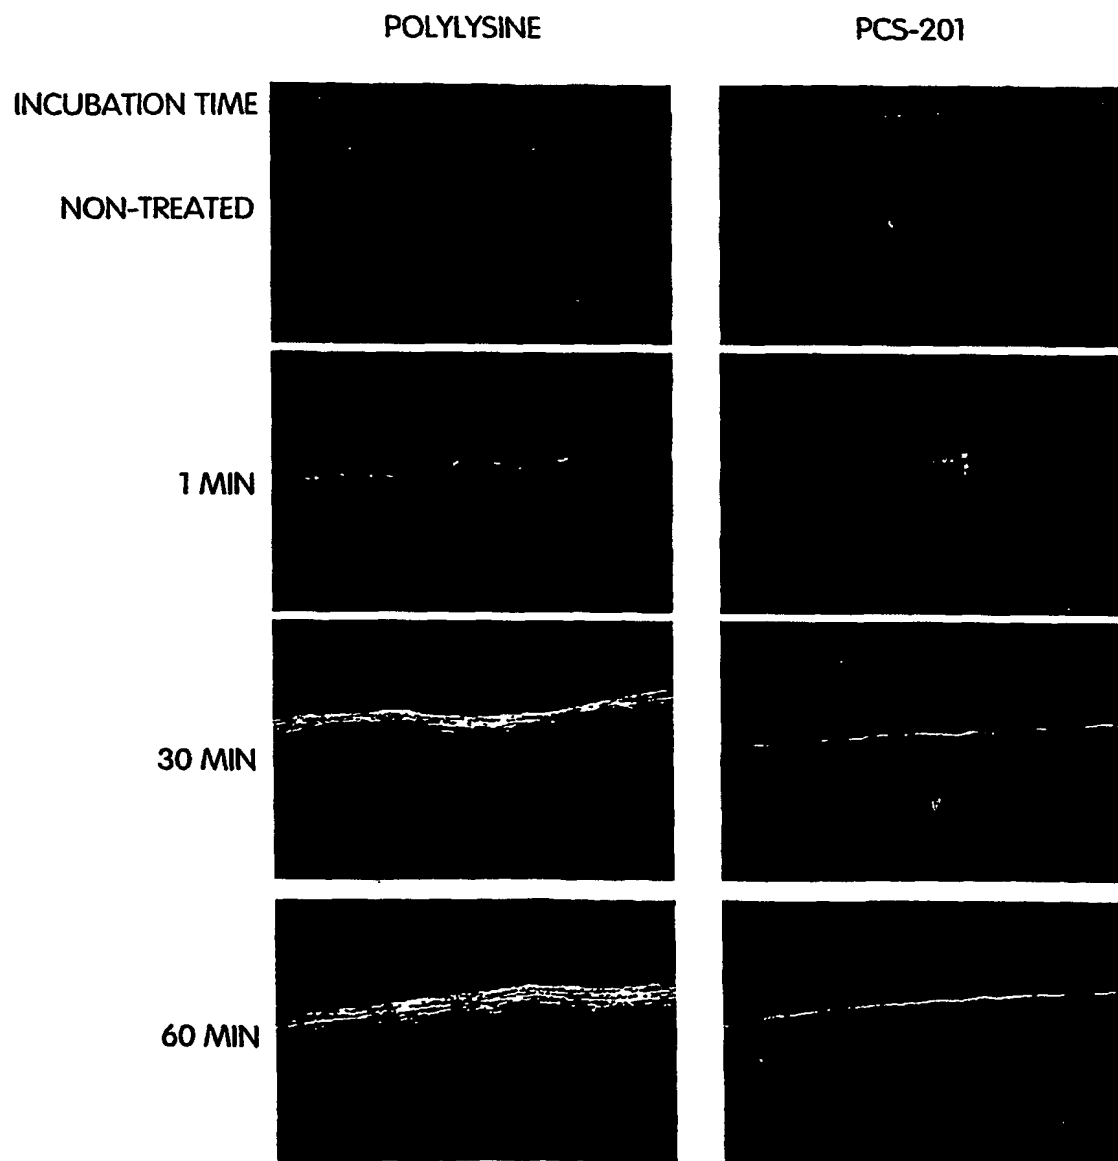 POLYLYSINE PCS-201
INCUBATION TIME
NON-TREATED
1 MIN
30 MIN
60 MIN